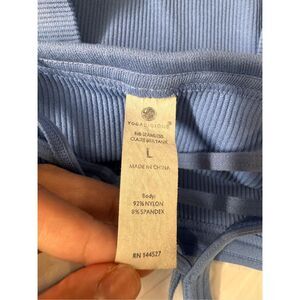 YOGALICIOUS
RIB SEAMLESS
L
MADE IN CHINA
Body:
92% NYLON
8% SPANDEX
RN 144527